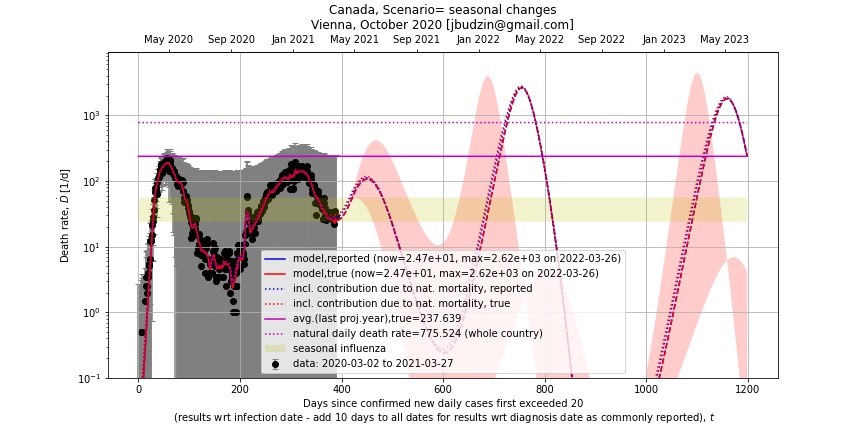 Canada, Scenario= seasonal changes
Vienna, October 2020 [jbudzin@gmail.com]
May 2020 Sep 2020 Jan 2021 May 2021 Sep 2021 Jan 2022 May 2022 Sep 2022 Jan 2023 May 2023
Death rate, D [1/d]
10³
10²
10¹
10⁰
10⁻¹
model,reported (now=2.47e+01, max=2.62e+03 on 2022-03-26)
model,true (now=2.47e+01, max=2.62e+03 on 2022-03-26)
incl. contribution due to nat. mortality, reported
incl. contribution due to nat. mortality, true
avg.(last proj.year),true=237.639
natural daily death rate=775.524 (whole country)
seasonal influenza
data: 2020-03-02 to 2021-03-27
0 200 400 600 800 1000 1200
Days since confirmed new daily cases first exceeded 20
(results wrt infection date - add 10 days to all dates for results wrt diagnosis date as commonly reported), t